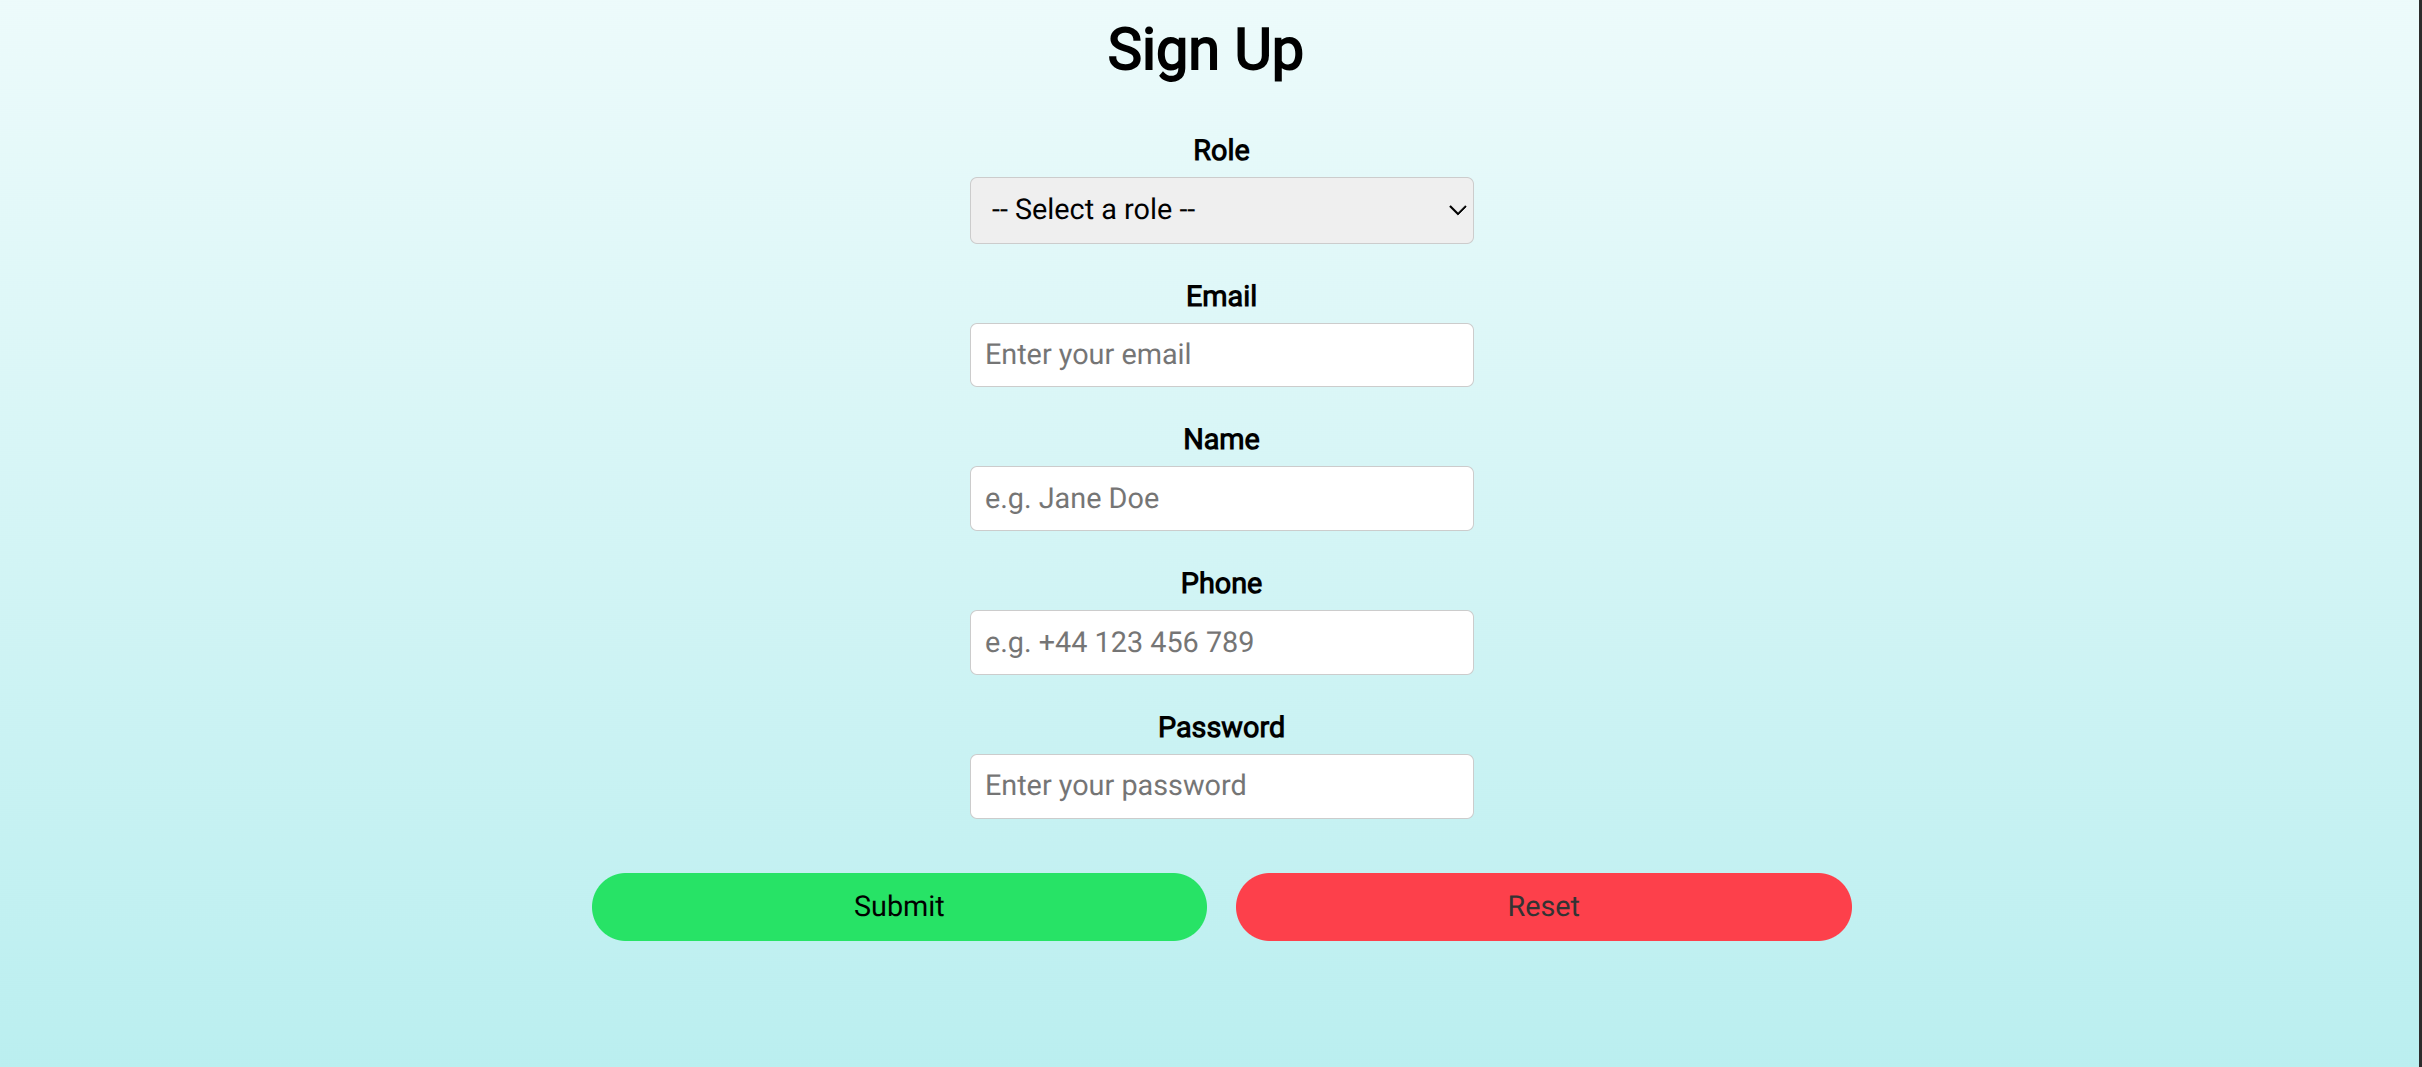 Sign Up
Role
-- Select a role --
Email
Enter your email
Name
e.g. Jane Doe
Phone
e.g. +44 123 456 789
Password
Enter your password
Submit
Reset